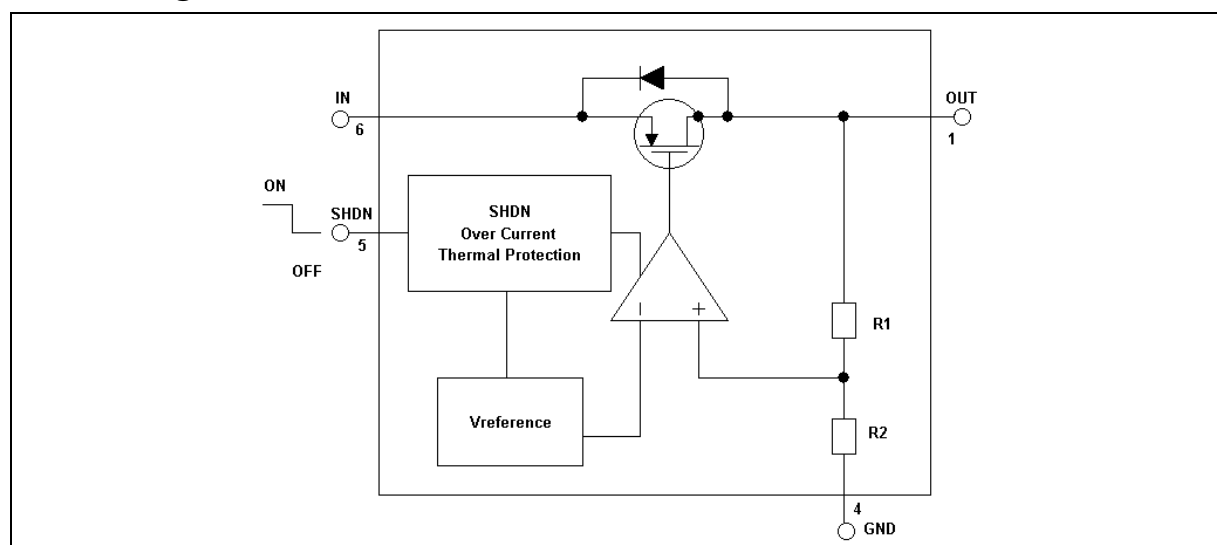 IN
6
OUT
1
ON
SHDN
5
OFF
SHDN
Over Current
Thermal Protection
Vreference
R1
R2
4
GND